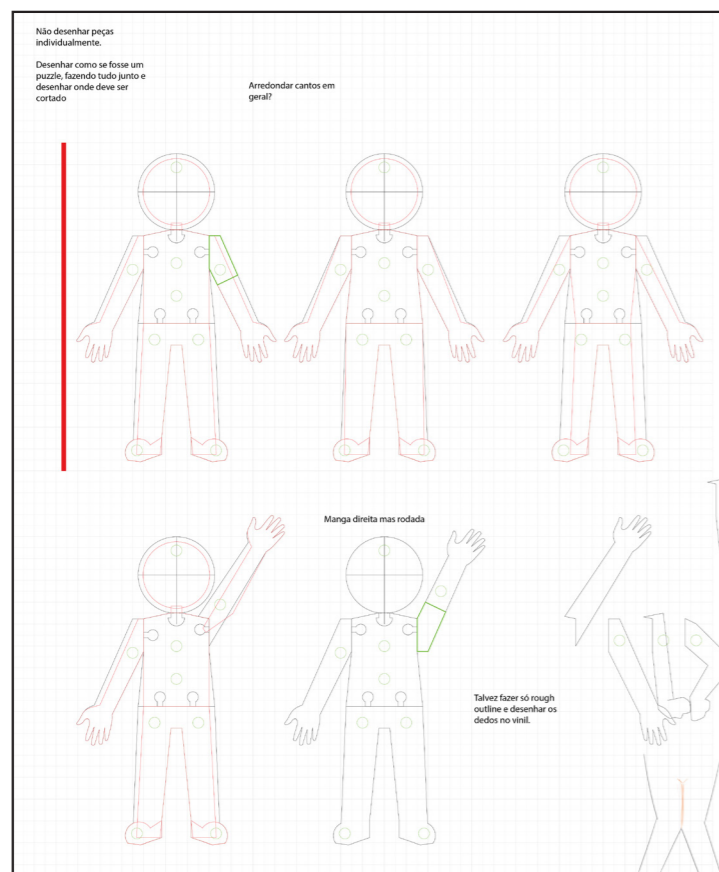 Não desenhar peças
individualmente.
Desenhar como se fosse um
puzzle, fazendo tudo junto e
desenhar onde deve ser
cortado
Arredondar cantos em
geral?
Manga direita mas rodada
Talvez fazer só rough
outline e desenhar os
dedos no vinil.